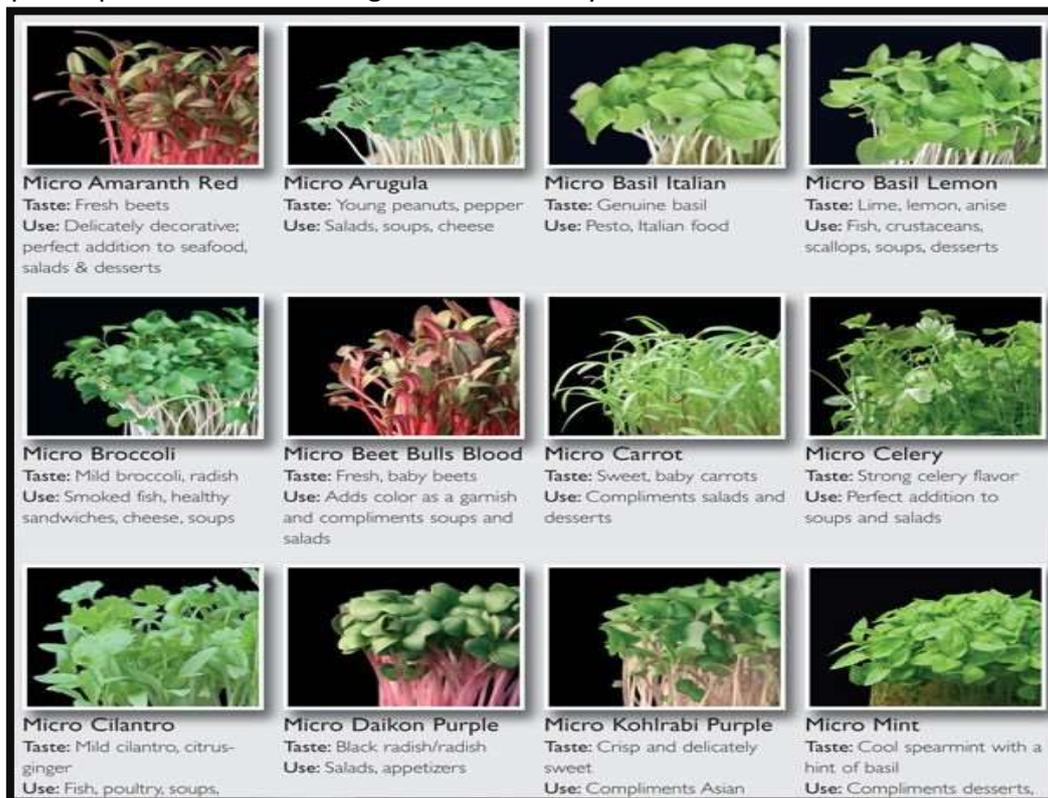 Micro Amaranth Red
Taste: Fresh beets
Use: Delicately decorative;
perfect addition to seafood,
salads & desserts
Micro Arugula
Taste: Young peanuts, pepper
Use: Salads, soups, cheese
Micro Basil Italian
Taste: Genuine basil
Use: Pesto, Italian food
Micro Basil Lemon
Taste: Lime, lemon, anise
Use: Fish, crustaceans,
scallops, soups, desserts
Micro Broccoli
Taste: Mild broccoli, radish
Use: Smoked fish, healthy
sandwiches, cheese, soups
Micro Beet Bulls Blood
Taste: Fresh, baby beets
Use: Adds color as a garnish
and compliments soups and
salads
Micro Carrot
Taste: Sweet, baby carrots
Use: Compliments salads and
desserts
Micro Celery
Taste: Strong celery flavor
Use: Perfect addition to
soups and salads
Micro Cilantro
Taste: Mild cilantro, citrus-
ginger
Use: Fish, poultry, soups,
Micro Daikon Purple
Taste: Black radish/radish
Use: Salads, appetizers
Micro Kohlrabi Purple
Taste: Crisp and delicately
sweet
Use: Compliments Asian
Micro Mint
Taste: Cool spearmint with a
hint of basil
Use: Compliments desserts,